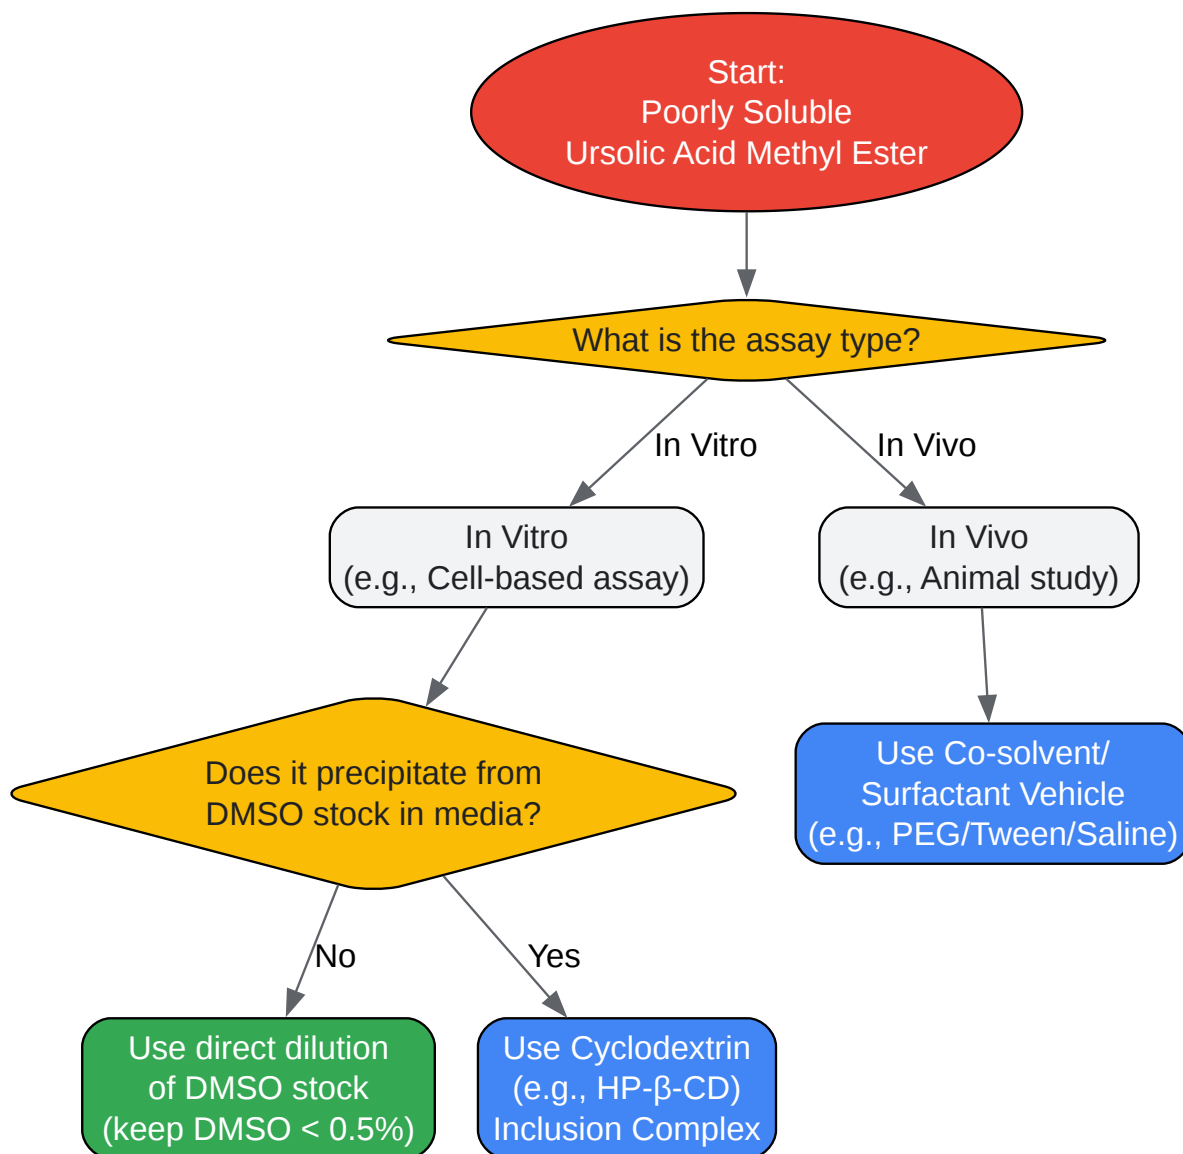 Start:
Poorly Soluble
Ursolic Acid Methyl Ester
What is the assay type?
In Vitro
In Vivo
In Vitro
(e.g., Cell-based assay)
In Vivo
(e.g., Animal study)
Does it precipitate from
DMSO stock in media?
Use Co-solvent/
Surfactant Vehicle
(e.g., PEG/Tween/Saline)
No
Yes
Use direct dilution
of DMSO stock
(keep DMSO < 0.5%)
Use Cyclodextrin
(e.g., HP-β-CD)
Inclusion Complex